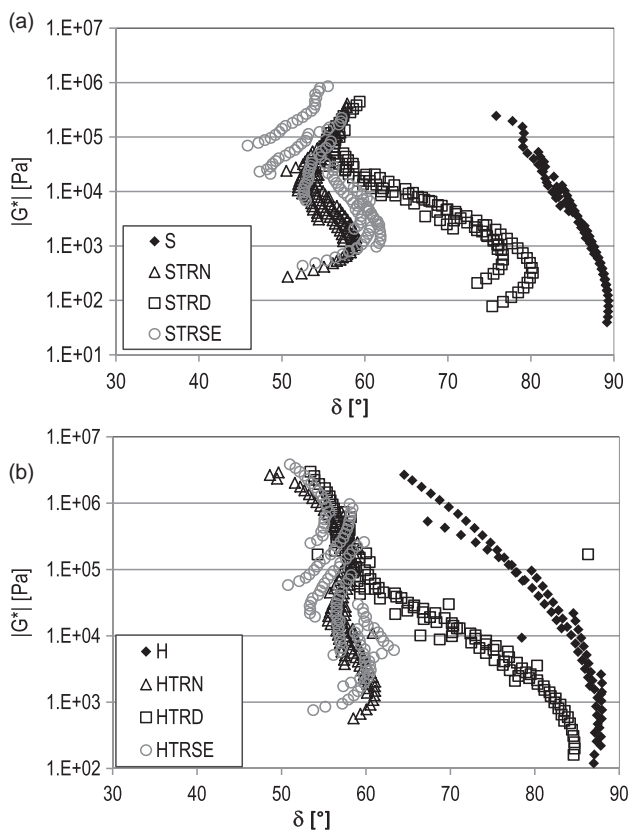 (a)
1.E+07
1.E+06
1.E+05
1.E+04
1.E+03
1.E+02
1.E+01
|G*| [Pa]
S
STRN
STRD
STRSE
30 40 50 60 70 80 90
δ [°]
(b)
1.E+07
1.E+06
1.E+05
1.E+04
1.E+03
1.E+02
|G*| [Pa]
H
HTRN
HTRD
HTRSE
30 40 50 60 70 80 90
δ [°]